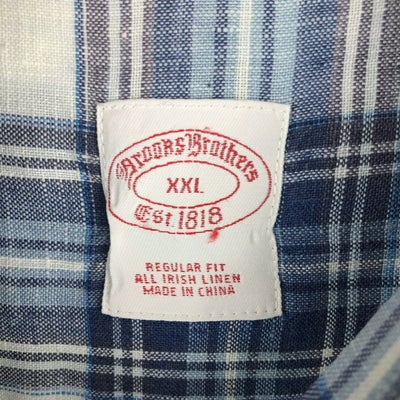 Brooks Brothers
XXL
Est. 1818
REGULAR FIT
ALL IRISH LINEN
MADE IN CHINA